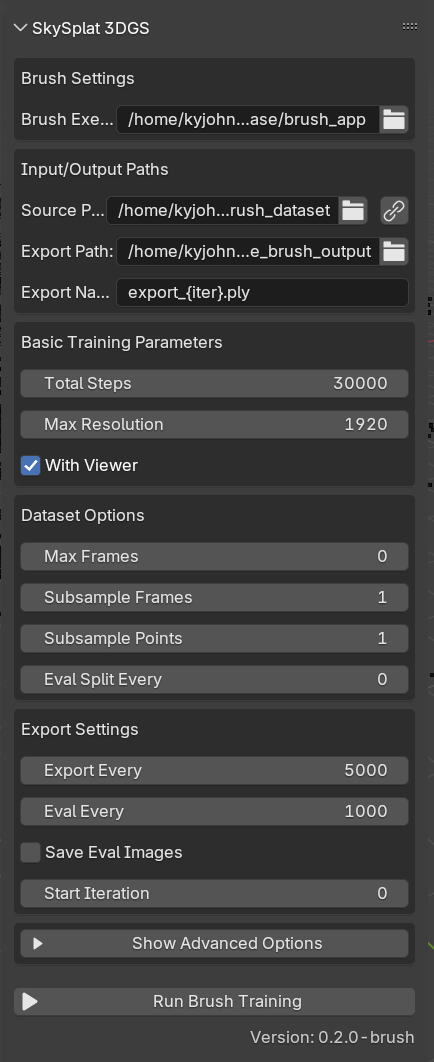 SkySplat 3DGS
Brush Settings
Brush Exe... /home/kyjohn...ase/brush_app
Input/Output Paths
Source P... /home/kyjoh...rush_dataset
Export Path: /home/kyjohn...e_brush_output
Export Na... export_{iter}.ply
Basic Training Parameters
Total Steps 30000
Max Resolution 1920
With Viewer
Dataset Options
Max Frames 0
Subsample Frames 1
Subsample Points 1
Eval Split Every 0
Export Settings
Export Every 5000
Eval Every 1000
Save Eval Images
Start Iteration 0
Show Advanced Options
Run Brush Training
Version: 0.2.0-brush